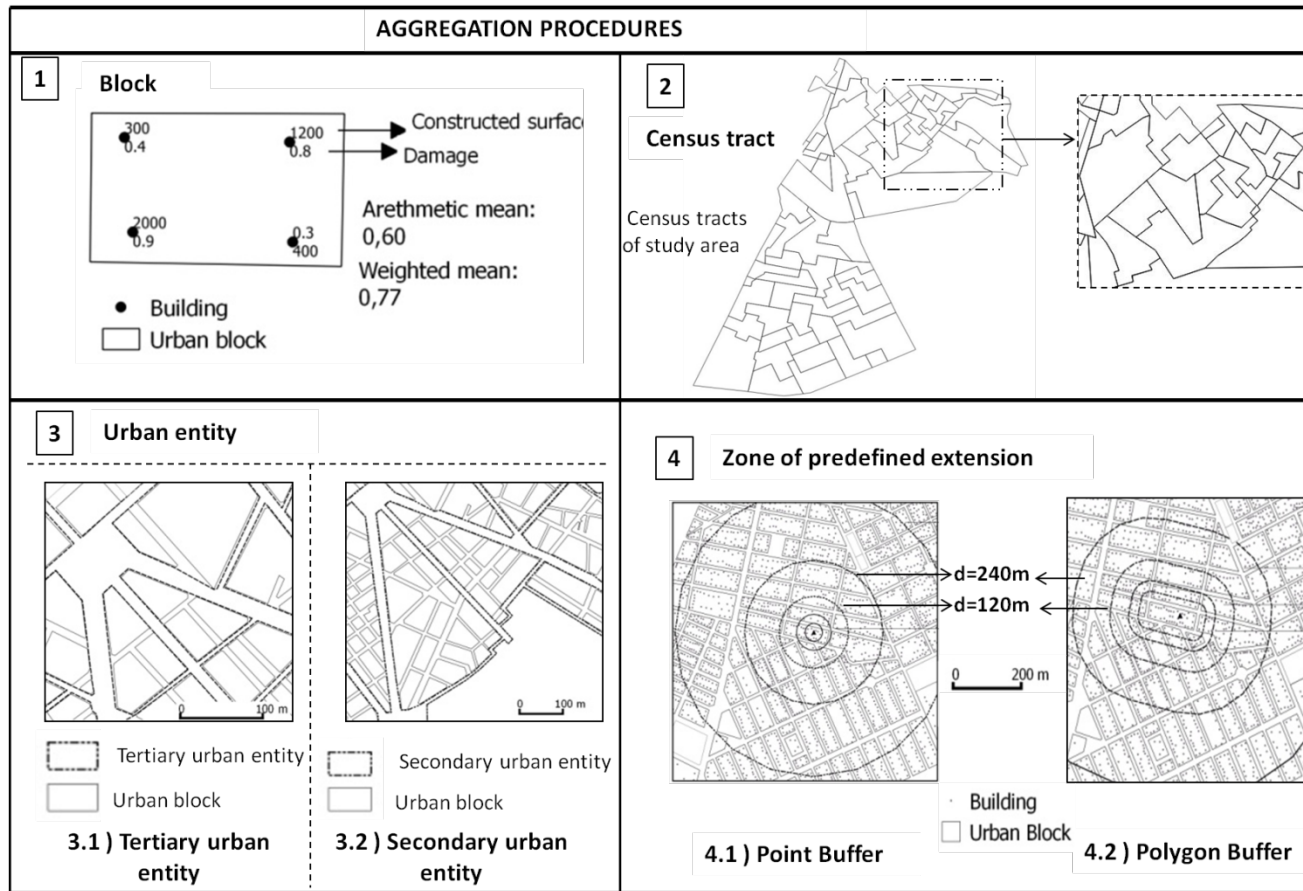 AGGREGATION PROCEDURES
1
Block
300
0.4
1200
0.8
Constructed surfac
Damage
2000
0.9
0.3
400
Arethmetic mean:
0,60
Weighted mean:
0,77
Building
Urban block
2
Census tract
Census tracts
of study area
3
Urban entity
100 m
Tertiary urban entity
Urban block
3.1 ) Tertiary urban
entity
0
100 m
Secondary urban entity
Urban block
3.2 ) Secondary urban
entity
4
Zone of predefined extension
d=240m
d=120m
0
200 m
Building
Urban Block
4.1 ) Point Buffer
4.2 ) Polygon Buffer